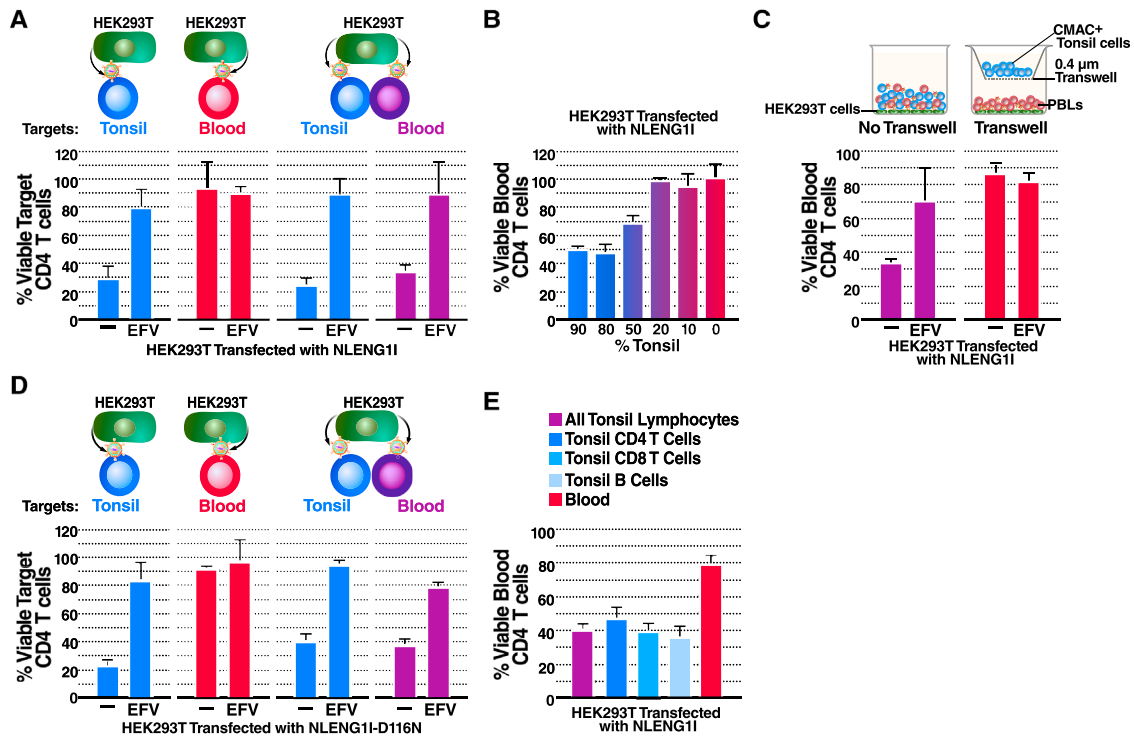 A
HEK293T HEK293T HEK293T
Targets: Tonsil Blood Tonsil Blood
% Viable Target
CD4 T cells
120
100
80
60
40
20
0
– EFV – EFV – EFV – EFV
HEK293T Transfected with NLENG1I
B
HEK293T Transfected
with NLENG1I
% Viable Blood
CD4 T cells
120
100
80
60
40
20
0
90 80 50 20 10 0
% Tonsil
C
CMAC+
Tonsil cells
0.4 µm
Transwell
PBLs
HEK293T cells
No Transwell Transwell
% Viable Blood
CD4 T cells
100
80
60
40
20
0
– EFV – EFV
HEK293T Transfected
with NLENG1I
D
HEK293T HEK293T HEK293T
Targets: Tonsil Blood Tonsil Blood
% Viable Target
CD4 T cells
120
100
80
60
40
20
0
– EFV – EFV – EFV – EFV
HEK293T Transfected with NLENG1I-D116N
E
All Tonsil Lymphocytes
Tonsil CD4 T Cells
Tonsil CD8 T Cells
Tonsil B Cells
Blood
% Viable Blood
CD4 T cells
100
80
60
40
20
0
HEK293T Transfected
with NLENG1I